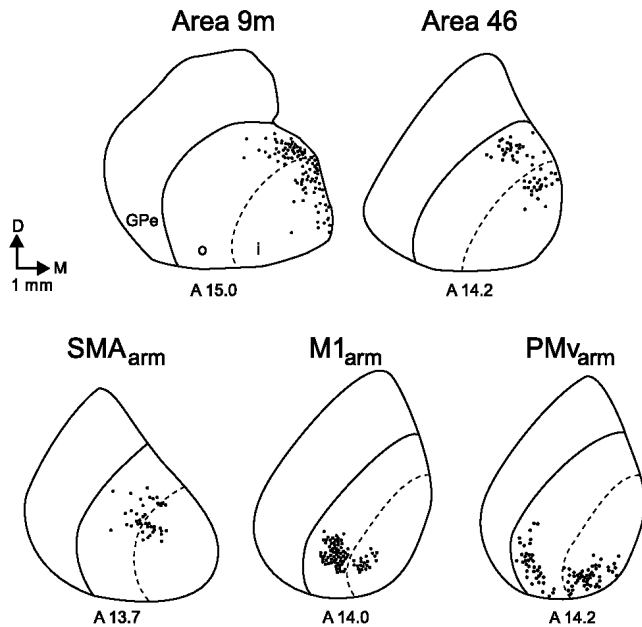 Area 9m
Area 46
GPe
o
i
D
M
1 mm
A 15.0
A 14.2
SMAarm
M1arm
PMvarm
A 13.7
A 14.0
A 14.2